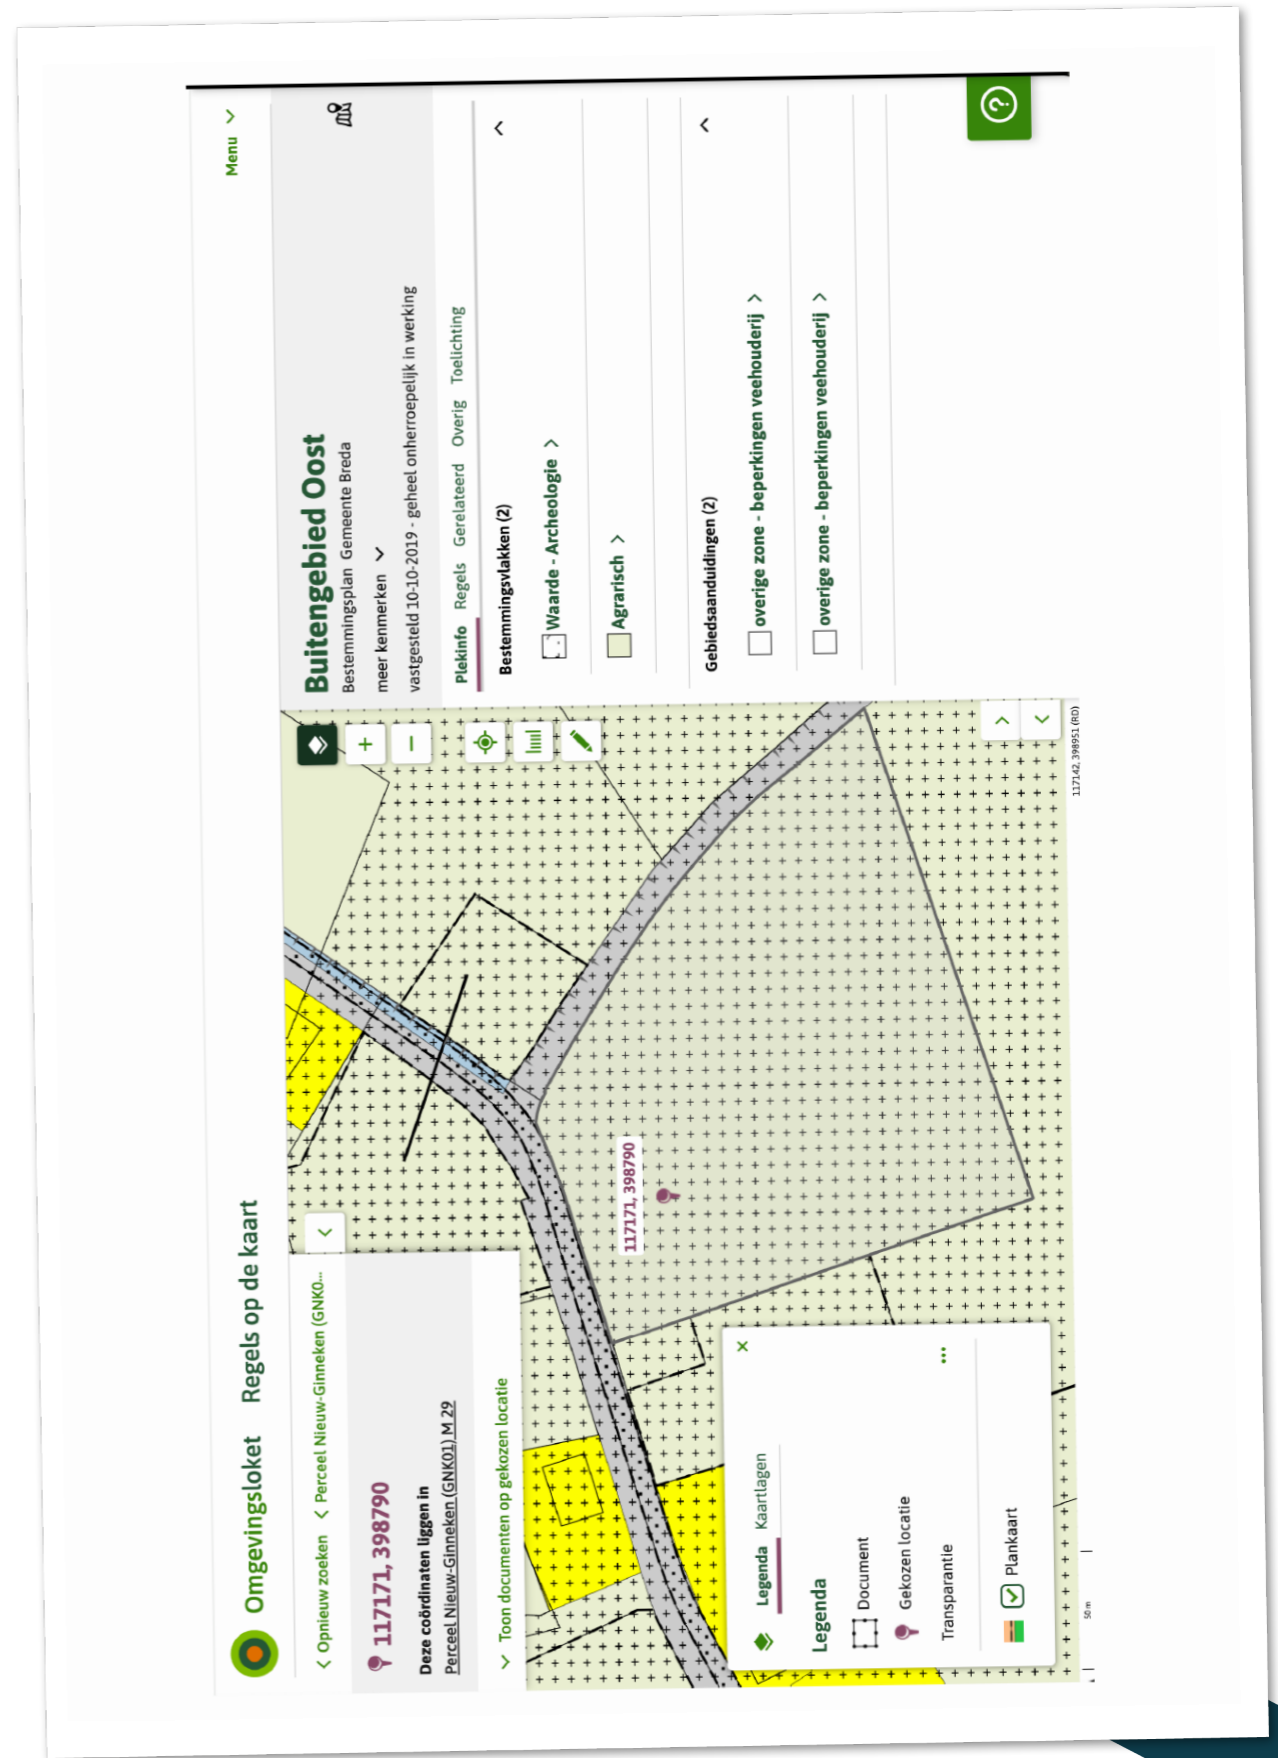 Omgevingsloket Regels op de kaart
Menu
Opnieuw zoeken
Perceel Nieuw-Ginneken (GNK0...
117171, 398790
Deze coördinaten liggen in
Perceel Nieuw-Ginneken (GNK01) M 29
Toon documenten op gekozen locatie
117171, 398790
Legenda Kaartlagen
Legenda
Document
Gekozen locatie
Transparantie
Plankaart
50 m
117142, 398951 (RD)
Buitengebied Oost
Bestemmingsplan Gemeente Breda
meer kenmerken
vastgesteld 10-10-2019 - geheel onherroepelijk in werking
Plekinfo Regels Gerelateerd Overig Toelichting
Bestemmingsvlakken (2)
Waarde - Archeologie
Agrarisch
Gebiedsaanduidingen (2)
overige zone - beperkingen veehouderij
overige zone - beperkingen veehouderij